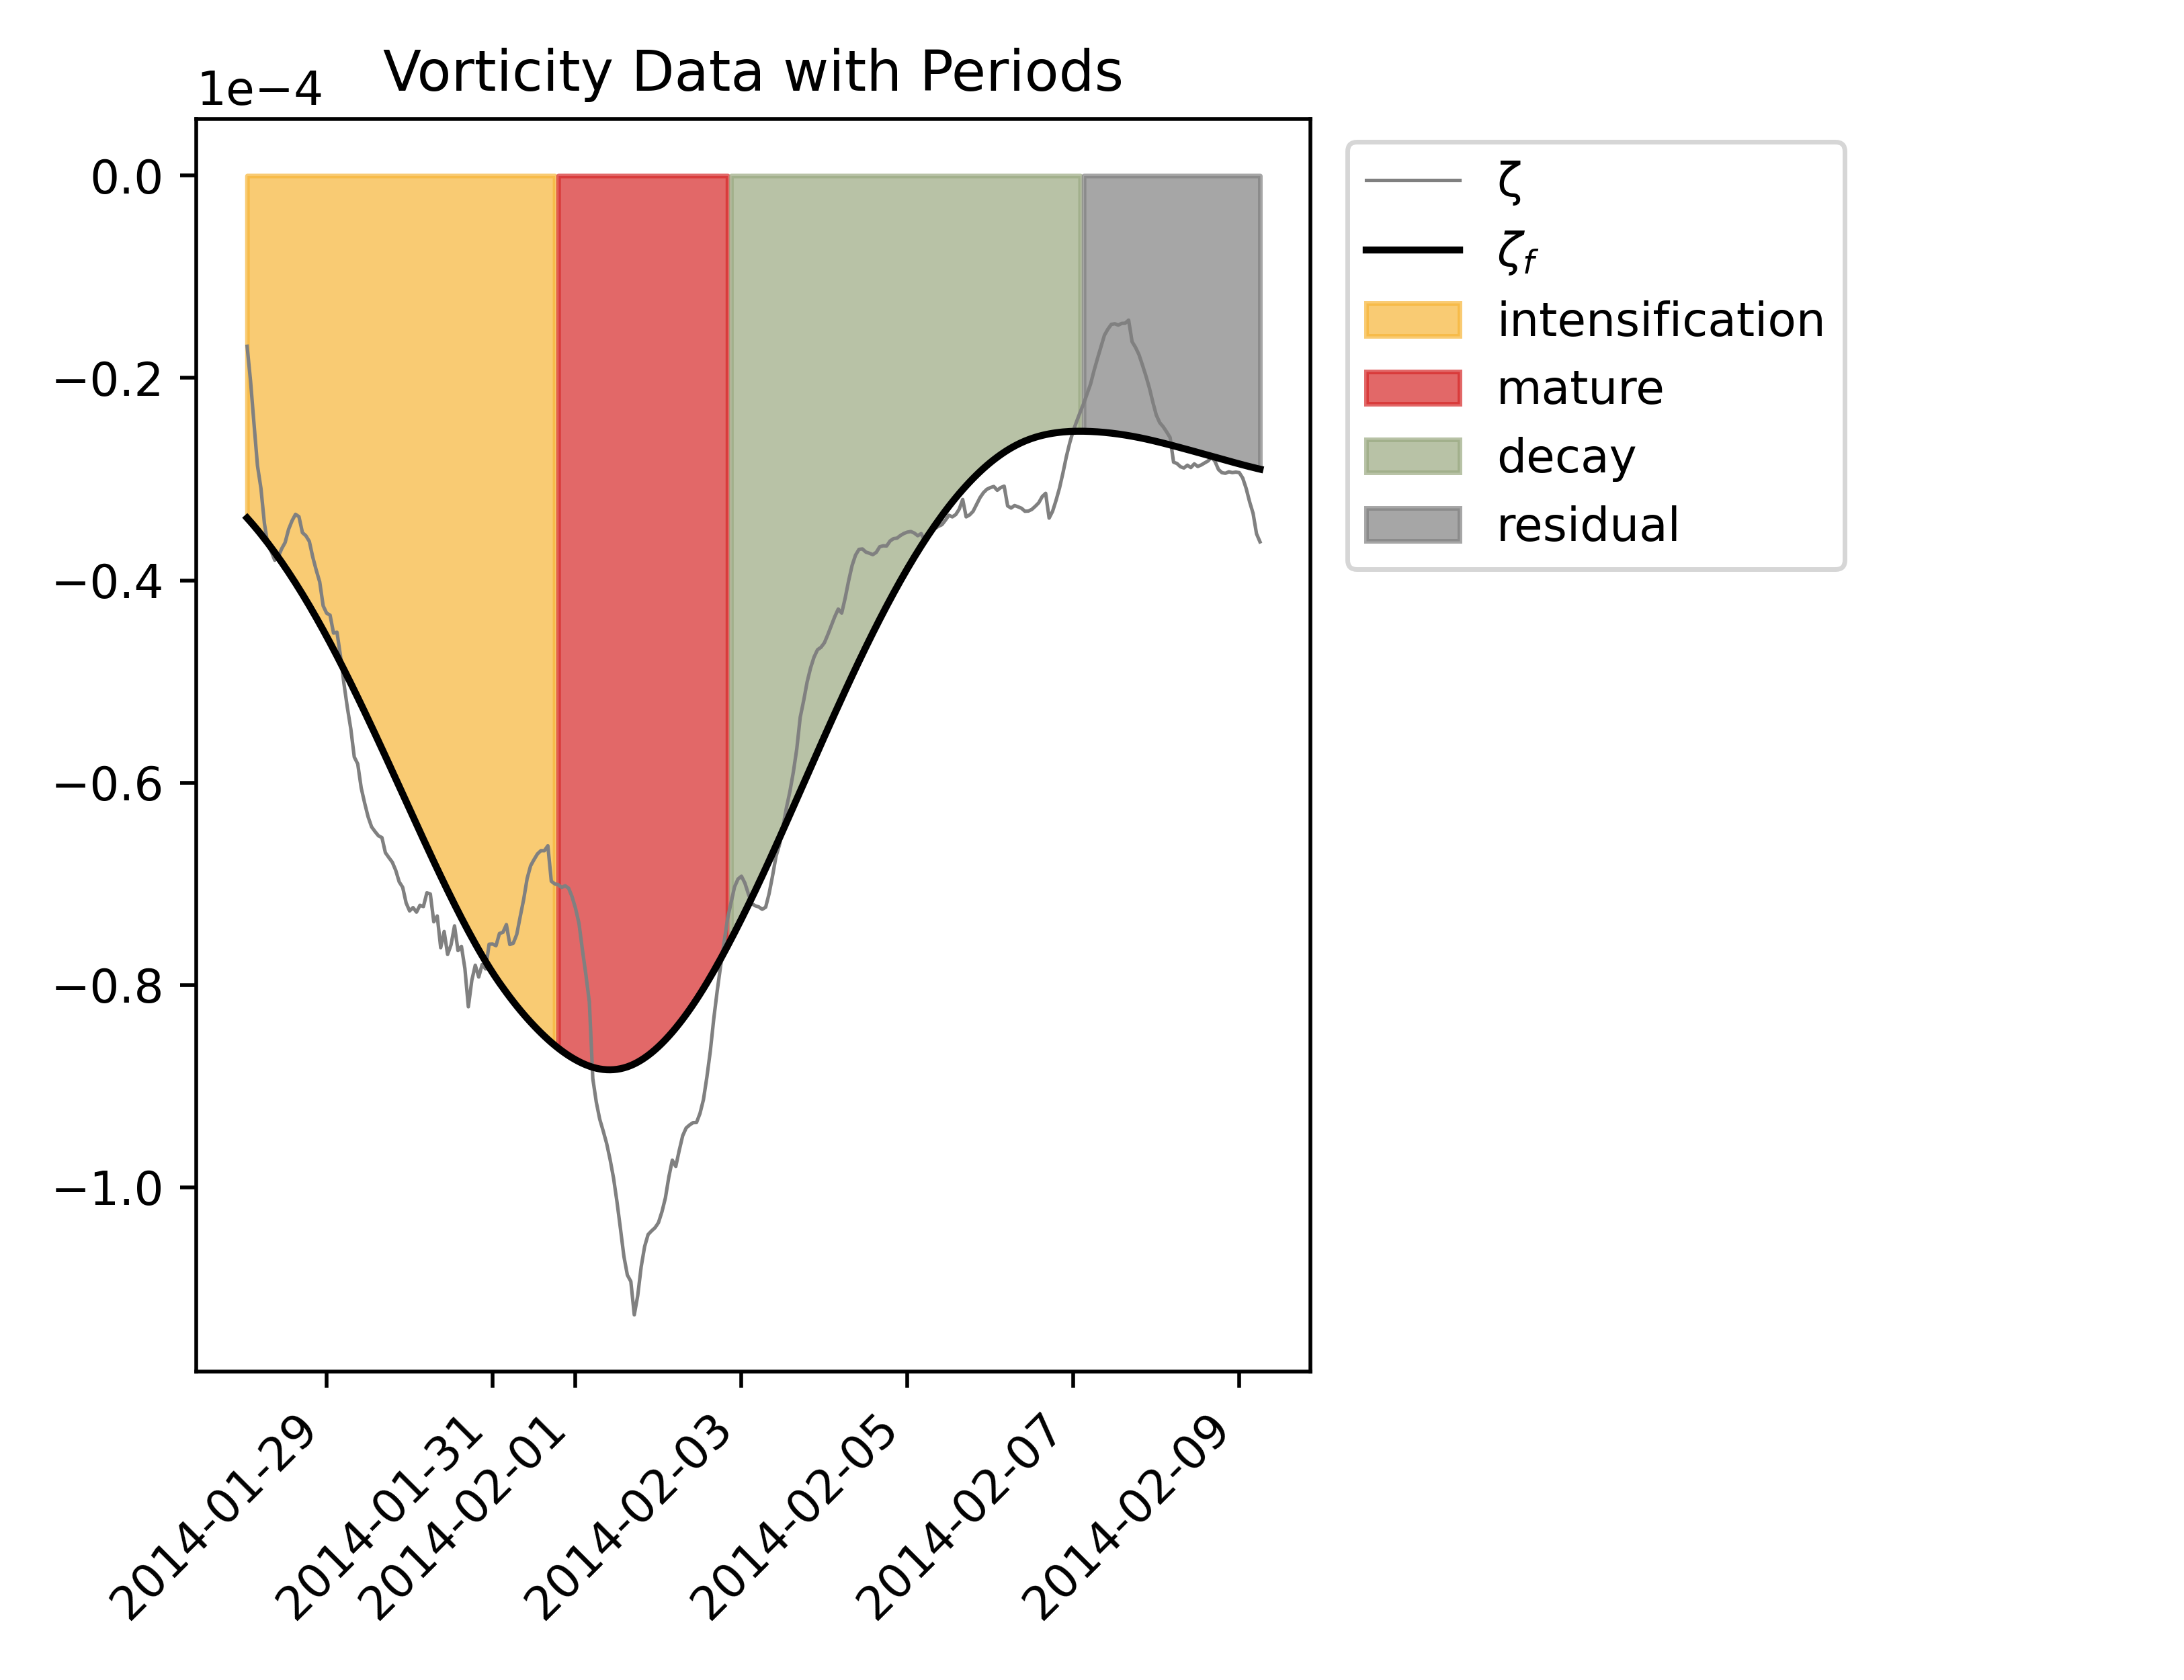 Vorticity Data with Periods
1e−4
0.0
−0.2
−0.4
−0.6
−0.8
−1.0
2014-01-29
2014-01-31
2014-02-01
2014-02-03
2014-02-05
2014-02-07
2014-02-09
ζ
ζf
intensification
mature
decay
residual